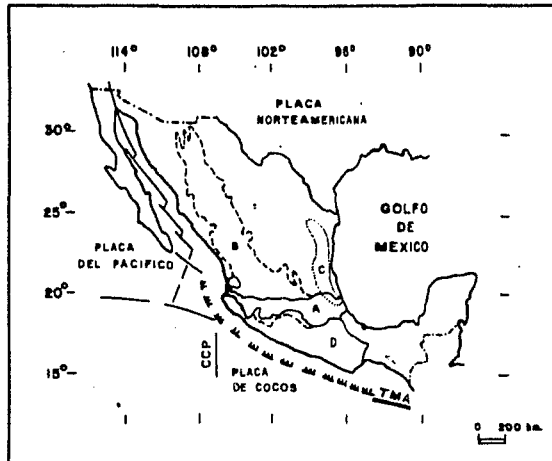 114° 108° 102° 96° 90°
PLACA
NORTEAMERICANA
30°
25°
GOLFO
DE
MEXICO
PLACA
DEL PACIFICO
B
C
20°
A
D
CCP
PLACA
DE COCOS
15°
TMA
0 200 km.